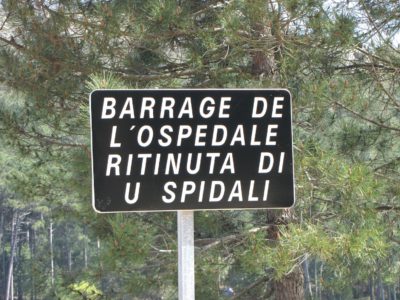 BARRAGE DE
L´OSPEDALE
RITINUTA DI
U SPIDALI